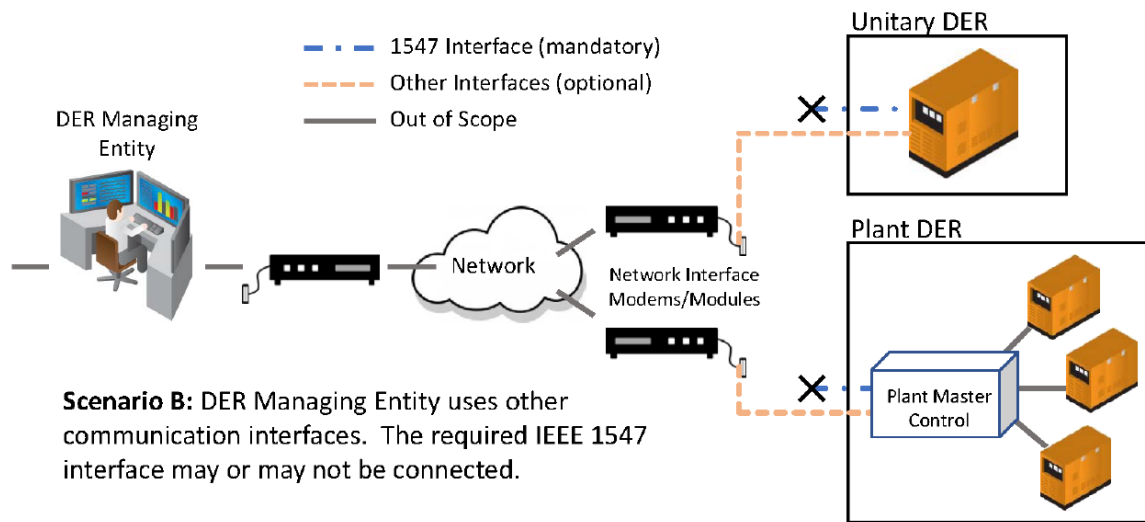 Unitary DER
1547 Interface (mandatory)
Other Interfaces (optional)
Out of Scope
DER Managing
Entity
Network
Network Interface
Modems/Modules
Plant DER
Plant Master
Control
Scenario B: DER Managing Entity uses other
communication interfaces. The required IEEE 1547
interface may or may not be connected.